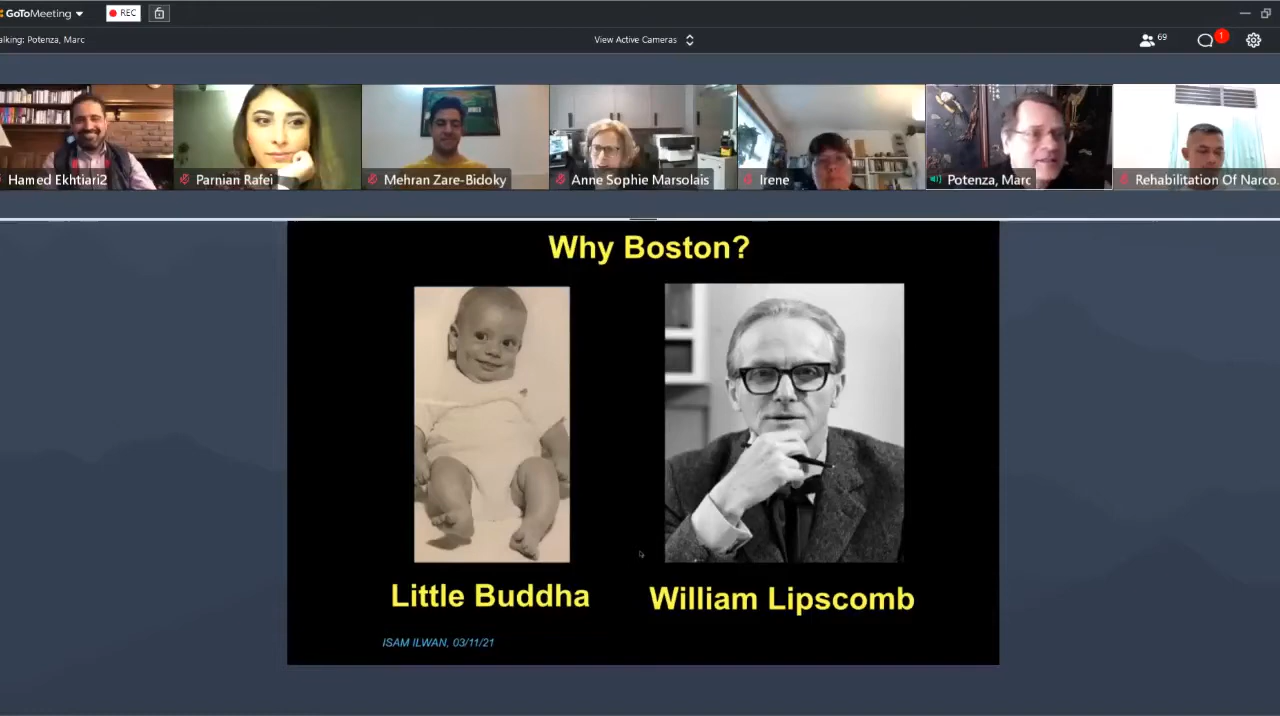 GoToMeeting
REC
alking: Potenza, Marc
View Active Cameras
69
1
Hamed Ekhtiari2
Parnian Rafei
Mehran Zare-Bidoky
Anne Sophie Marsolais
Irene
Potenza, Marc
Rehabilitation Of Narco...
Why Boston?
Little Buddha
William Lipscomb
ISAM ILWAN, 03/11/21